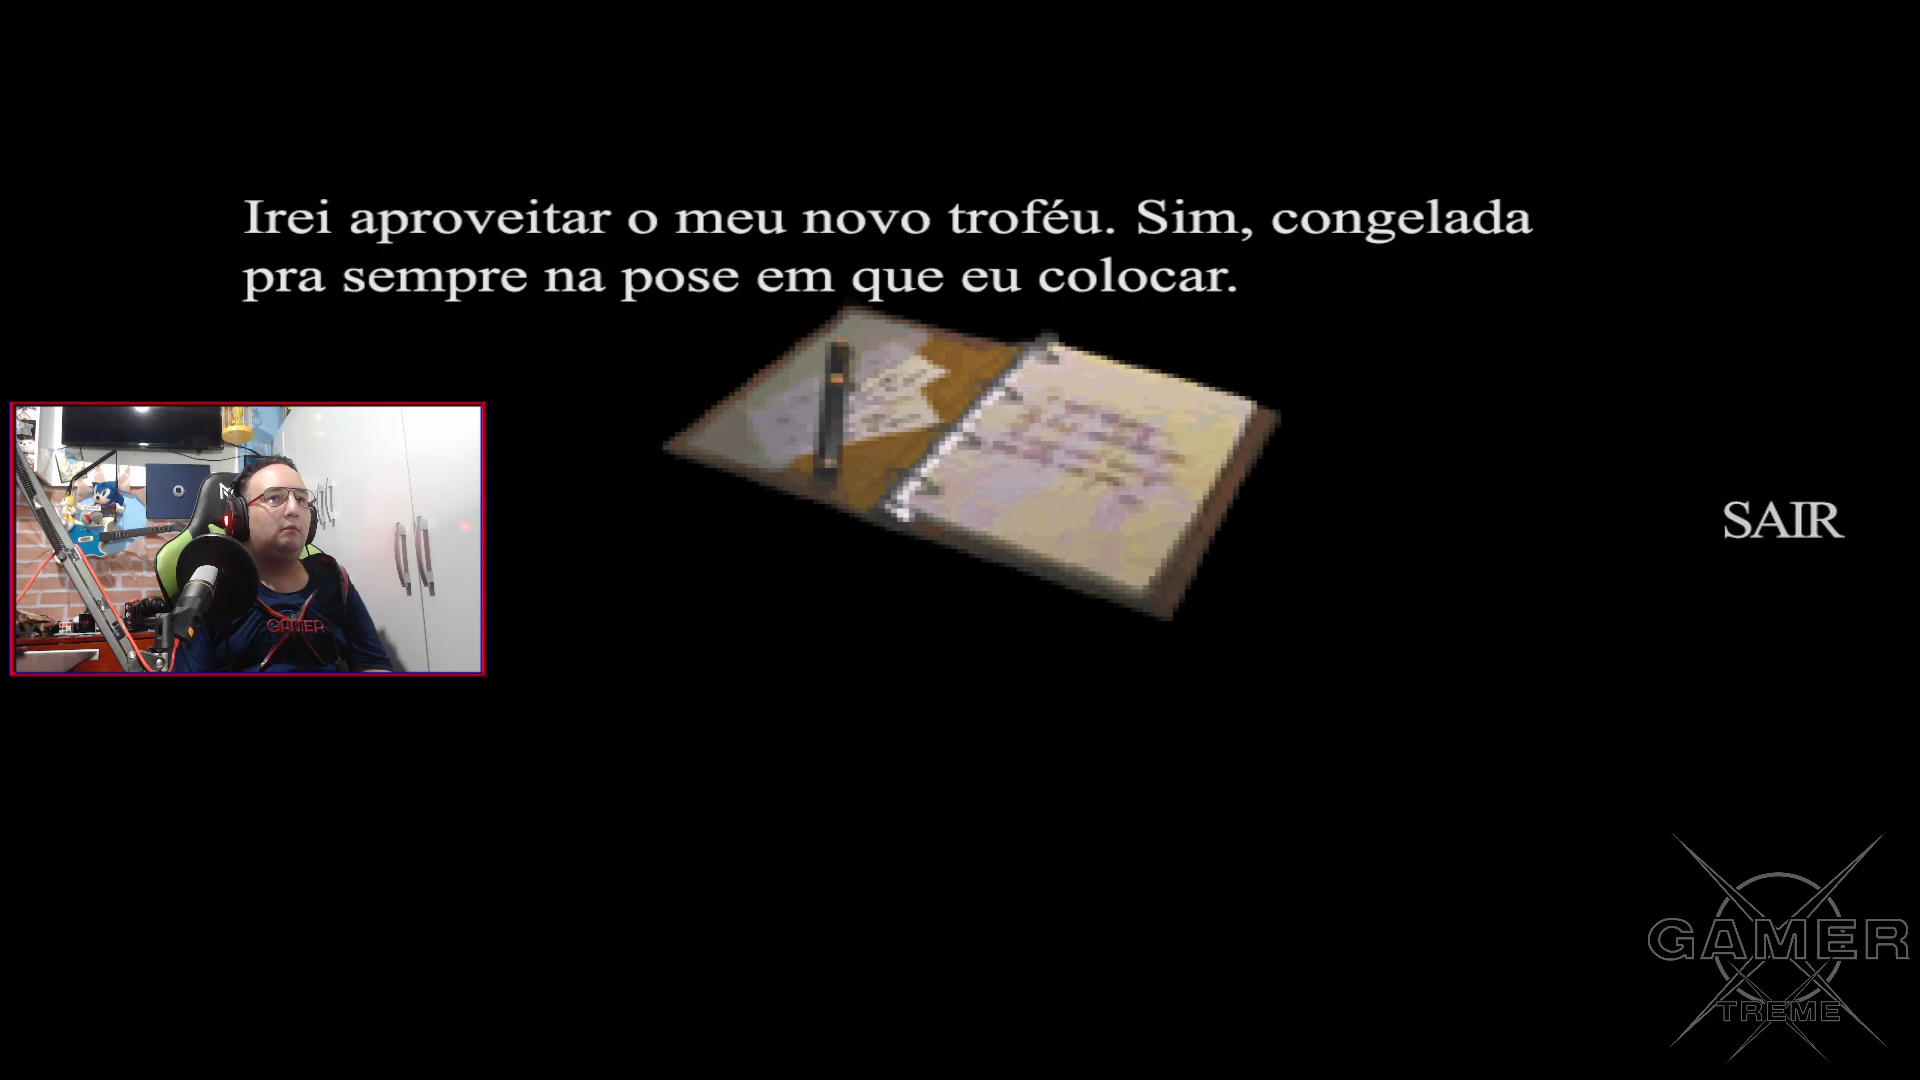 Irei aproveitar o meu novo troféu. Sim, congelada
pra sempre na pose em que eu colocar.
SAIR
GAMER
GAMER
TREME